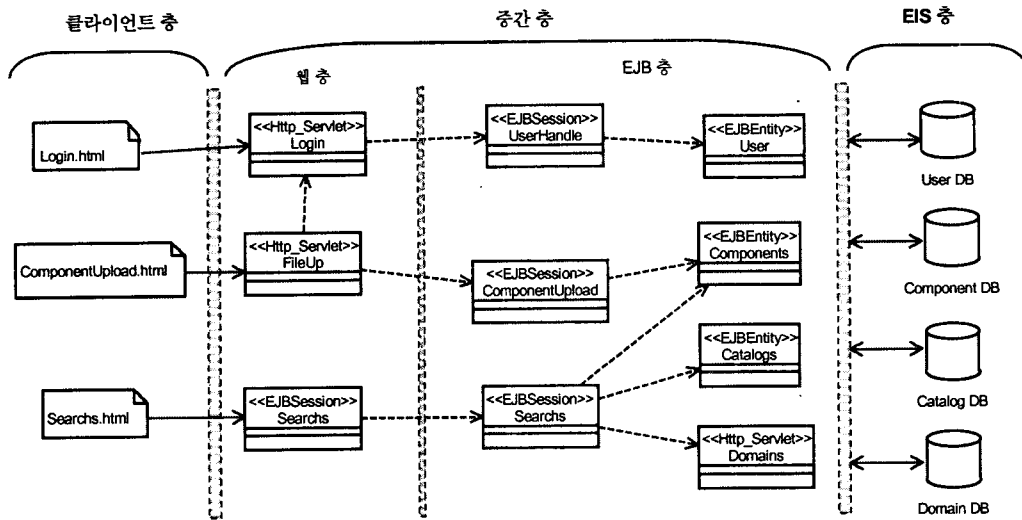 클라이언트 층
중간 층
EIS 층
웹 층
EJB 층
Login.html
<<Http_Servlet>>
Login
<<EJBSession>>
UserHandle
<<EJBEntity>>
User
User DB
ComponentUpload.html
<<Http_Servlet>>
FileUp
<<EJBSession>>
ComponentUpload
<<EJBEntity>>
Components
Component DB
<<EJBEntity>>
Catalogs
Catalog DB
Searchs.html
<<EJBSession>>
Searchs
<<EJBSession>>
Searchs
<<Http_Servlet>>
Domains
Domain DB